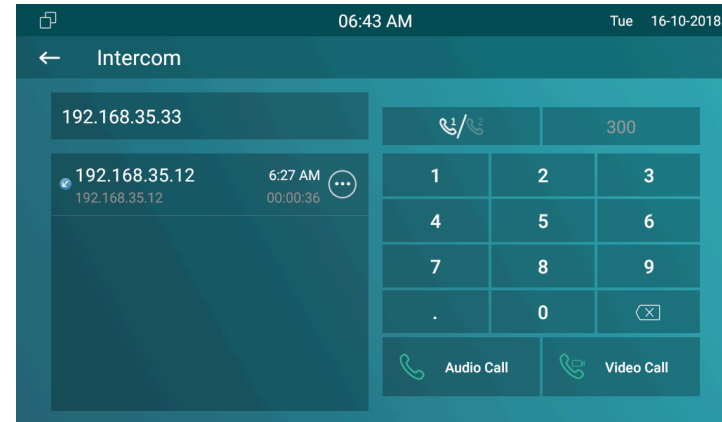 06:43 AM Tue 16-10-2018
Intercom
192.168.35.33
192.168.35.12 6:27 AM
192.168.35.12 00:00:36
1/2 300
1 2 3
4 5 6
7 8 9
. 0
Audio Call Video Call